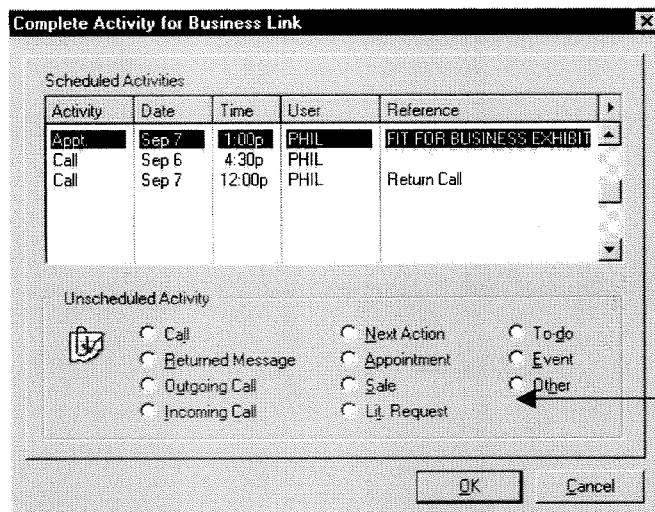 Complete Activity for Business Link
Scheduled Activities
Activity Date Time User Reference
Appt. Sep 7 1:00p PHIL FIT FOR BUSINESS EXHIBIT
Call Sep 6 4:30p PHIL
Call Sep 7 12:00p PHIL Return Call
Unscheduled Activity
Call Next Action To-do
Returned Message Appointment Event
Outgoing Call Sale Other
Incoming Call Lit. Request
OK Cancel